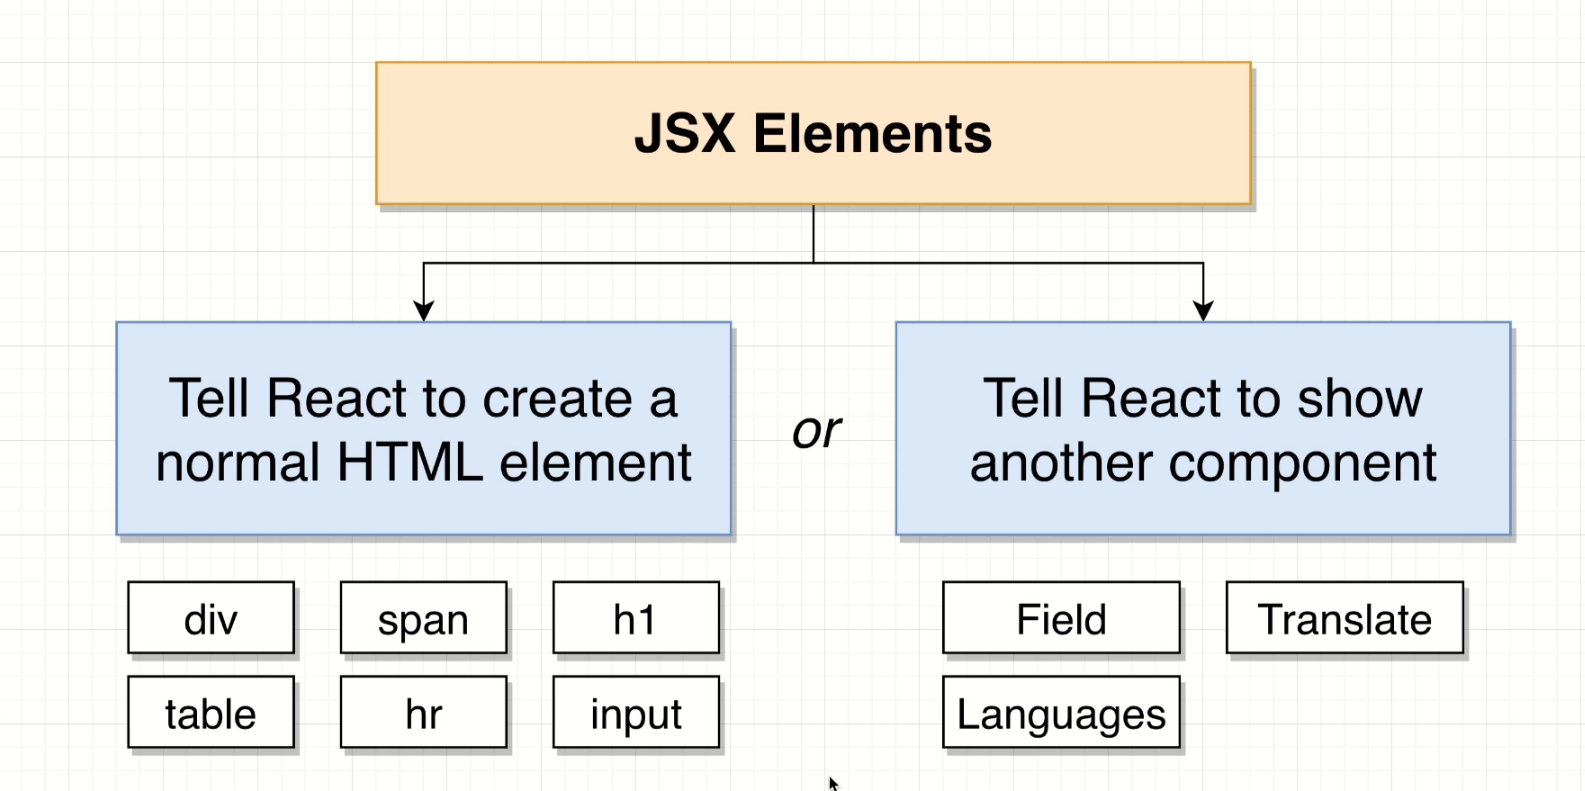 JSX Elements
Tell React to create a
normal HTML element
or
Tell React to show
another component
div
span
h1
table
hr
input
Field
Translate
Languages